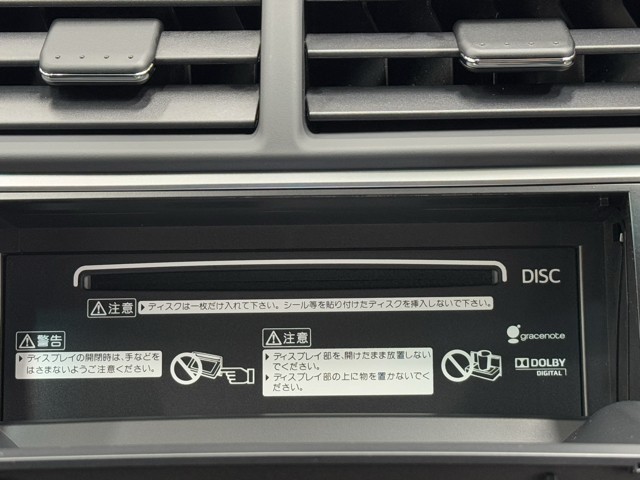 DISC
⚠注意
▶ディスクは一枚だけ入れて下さい。シール等を貼り付けたディスクを挿入しないで下さい。
⚠警告
▶ディスプレイの開閉時は、手などを
はさまないようご注意ください。
⚠注意
▶ディスプレイ部を、開けたまま放置しない
でください。
▶ディスプレイ部の上に物を置かないでく
ださい。
gracenote
DOLBY
DIGITAL